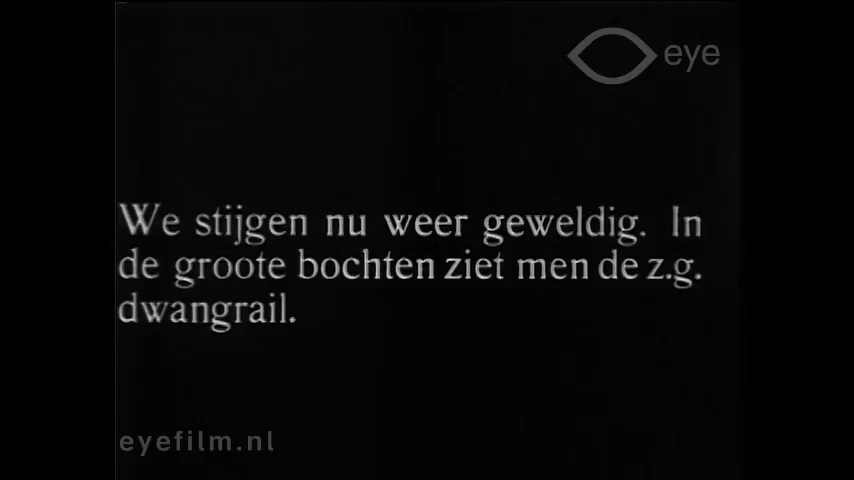 eye
We stijgen nu weer geweldig. In
de groote bochten ziet men de z.g.
dwangrail.
eyefilm.nl